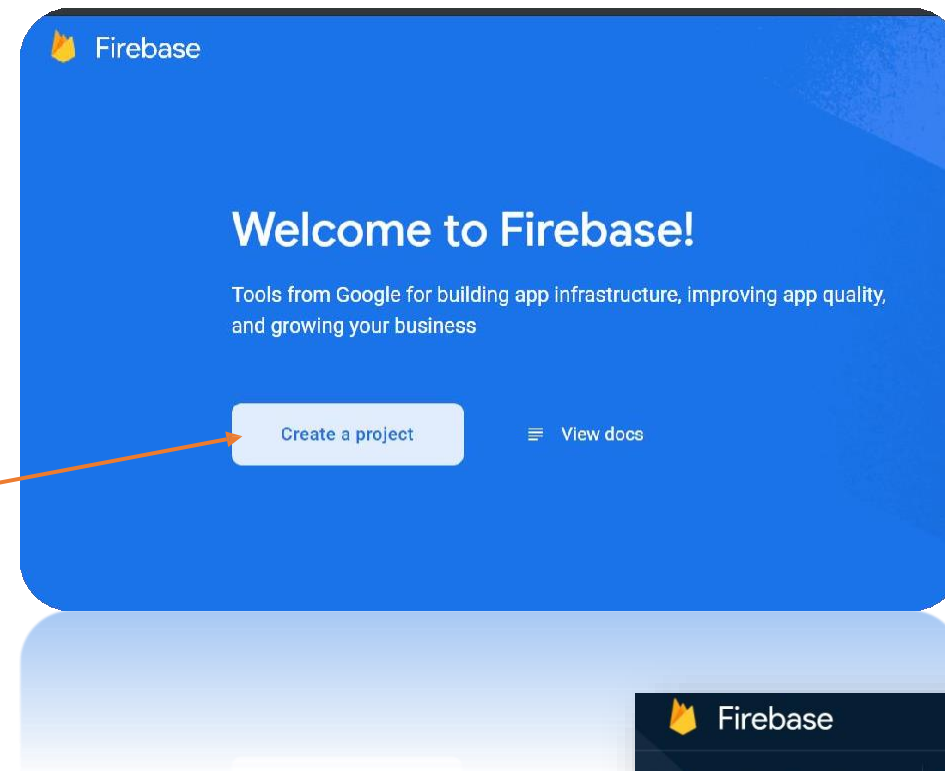 Firebase
Welcome to Firebase!
Tools from Google for building app infrastructure, improving app quality,
and growing your business
Create a project
View docs
Firebase